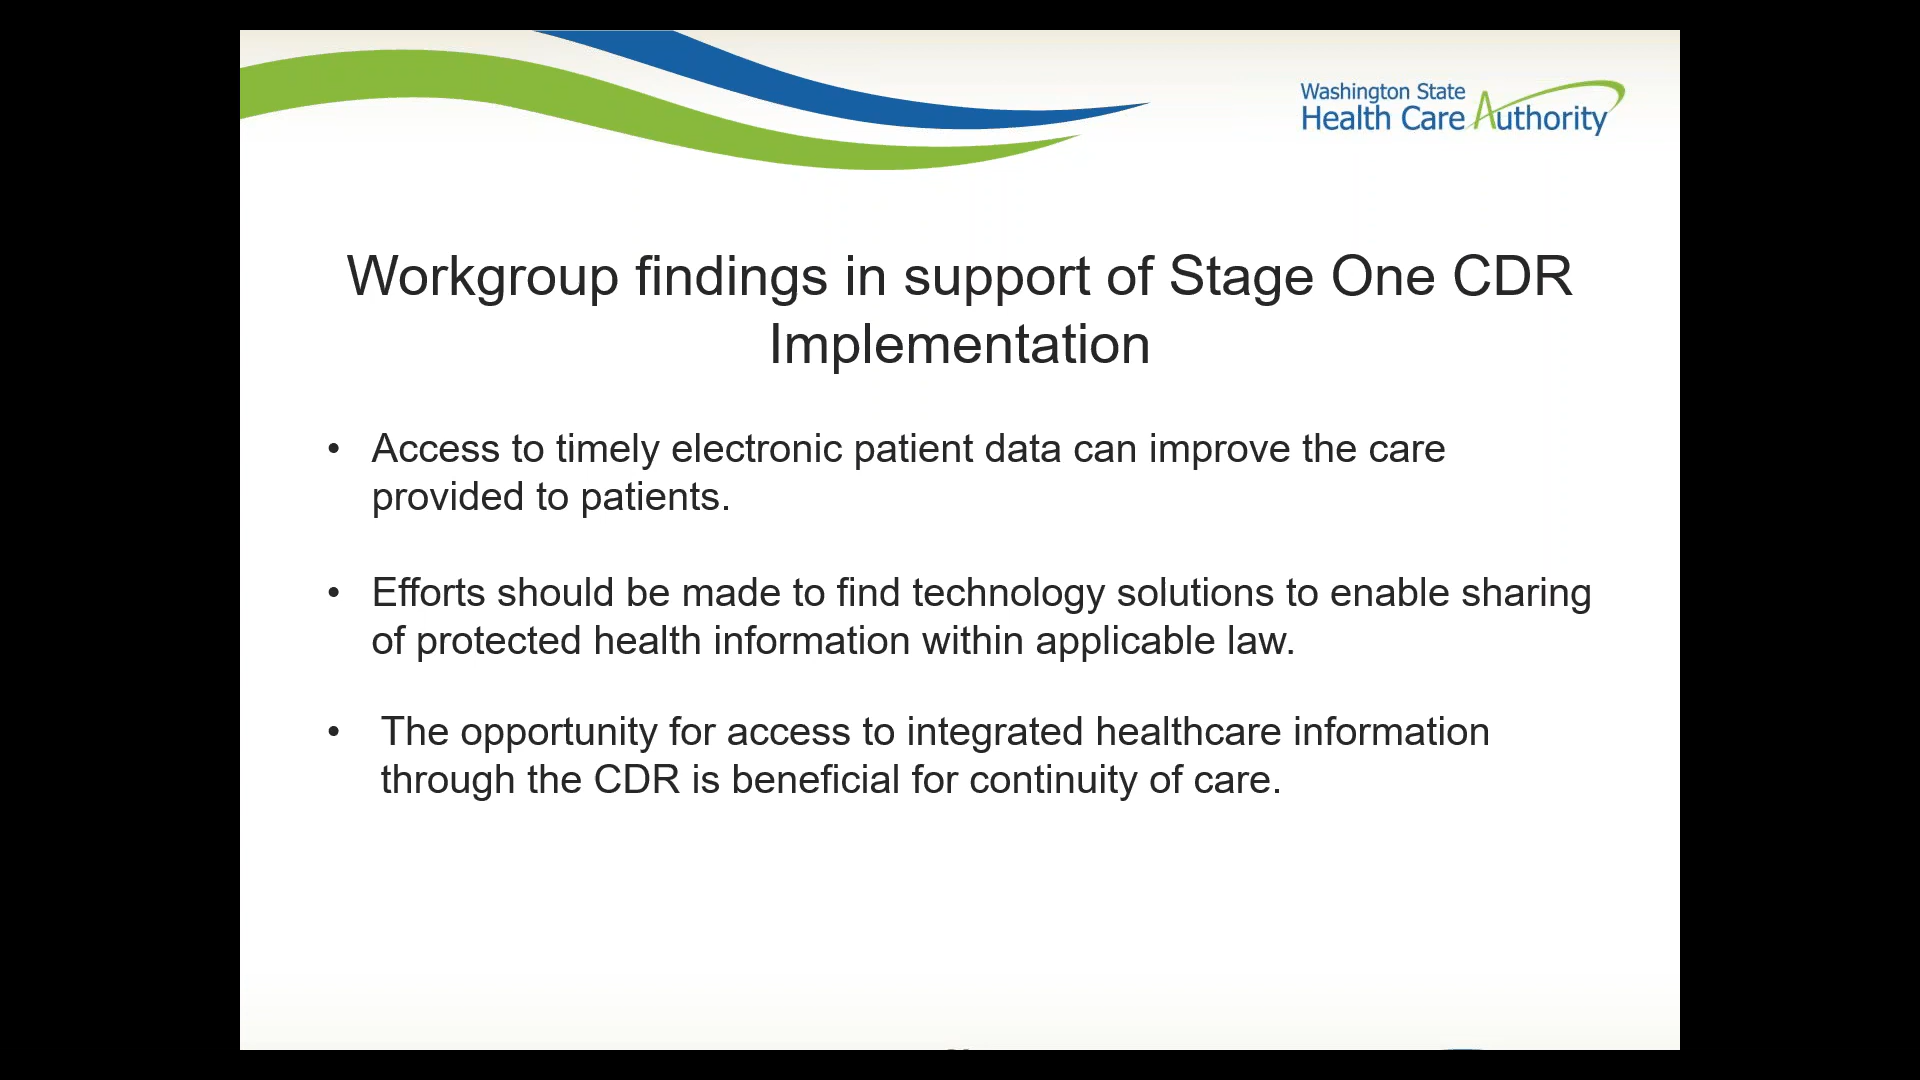 Washington State
Health Care Authority
Workgroup findings in support of Stage One CDR
Implementation
• Access to timely electronic patient data can improve the care
provided to patients.
• Efforts should be made to find technology solutions to enable sharing
of protected health information within applicable law.
• The opportunity for access to integrated healthcare information
through the CDR is beneficial for continuity of care.